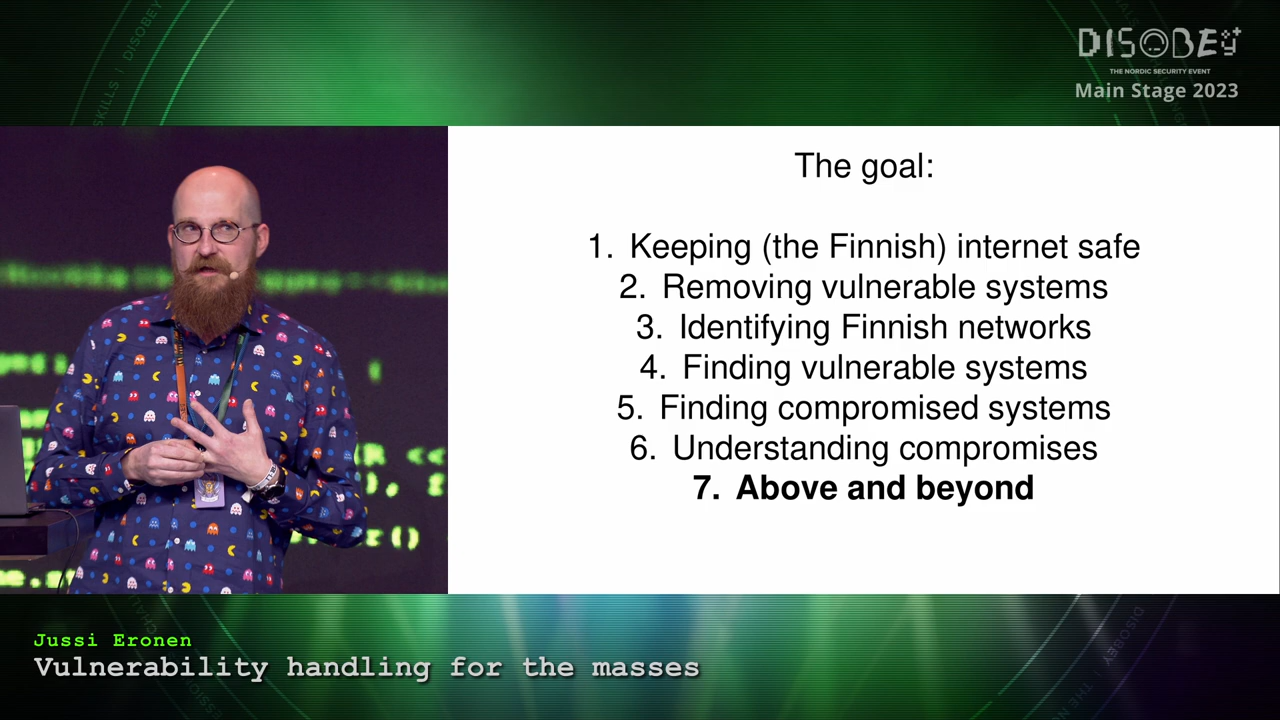 DISOBEY
THE NORDIC SECURITY EVENT
Main Stage 2023
The goal:
1. Keeping (the Finnish) internet safe
2. Removing vulnerable systems
3. Identifying Finnish networks
4. Finding vulnerable systems
5. Finding compromised systems
6. Understanding compromises
7. Above and beyond
Jussi Eronen
Vulnerability handling for the masses